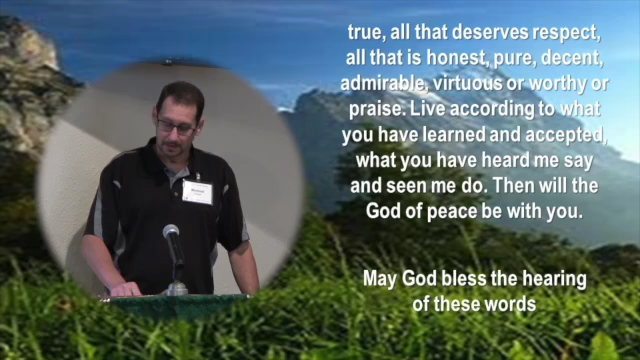 true, all that deserves respect,
all that is honest, pure, decent,
admirable, virtuous or worthy or
praise. Live according to what
you have learned and accepted,
what you have heard me say
and seen me do. Then will the
God of peace be with you.
May God bless the hearing
of these words